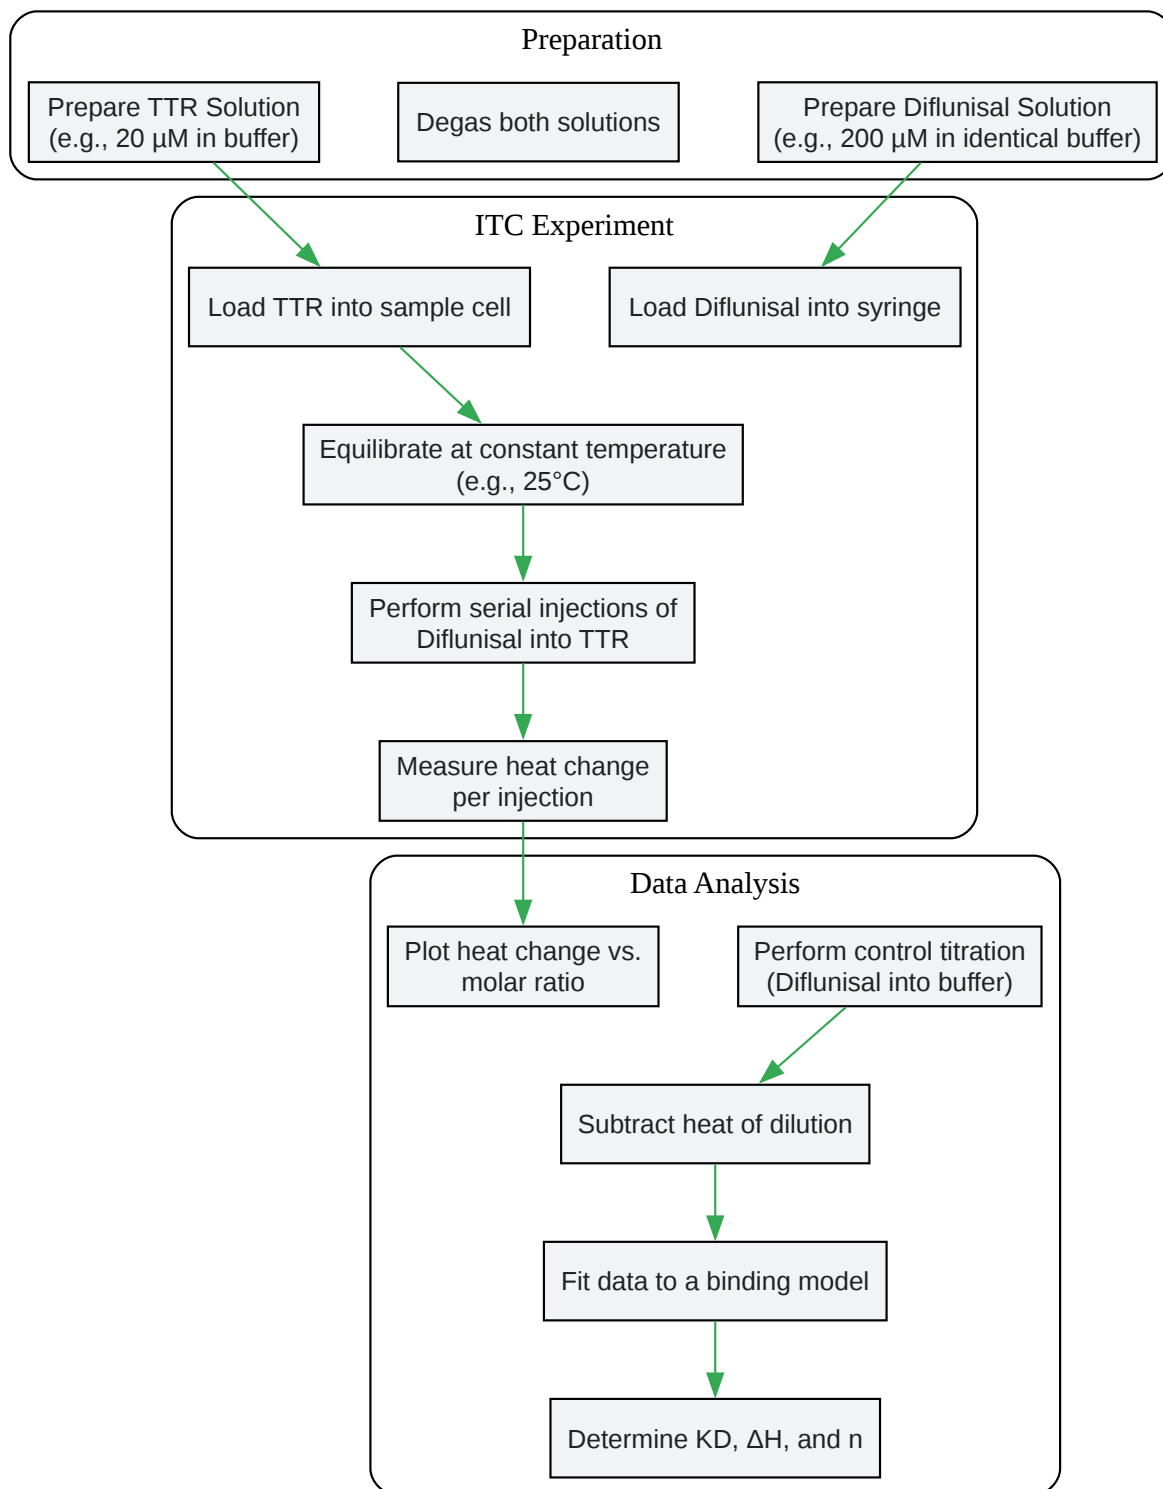 Preparation
Prepare TTR Solution
(e.g., 20 µM in buffer)
Degas both solutions
Prepare Diflunisal Solution
(e.g., 200 µM in identical buffer)
ITC Experiment
Load TTR into sample cell
Load Diflunisal into syringe
Equilibrate at constant temperature
(e.g., 25°C)
Perform serial injections of
Diflunisal into TTR
Measure heat change
per injection
Data Analysis
Plot heat change vs.
molar ratio
Perform control titration
(Diflunisal into buffer)
Subtract heat of dilution
Fit data to a binding model
Determine KD, ΔH, and n